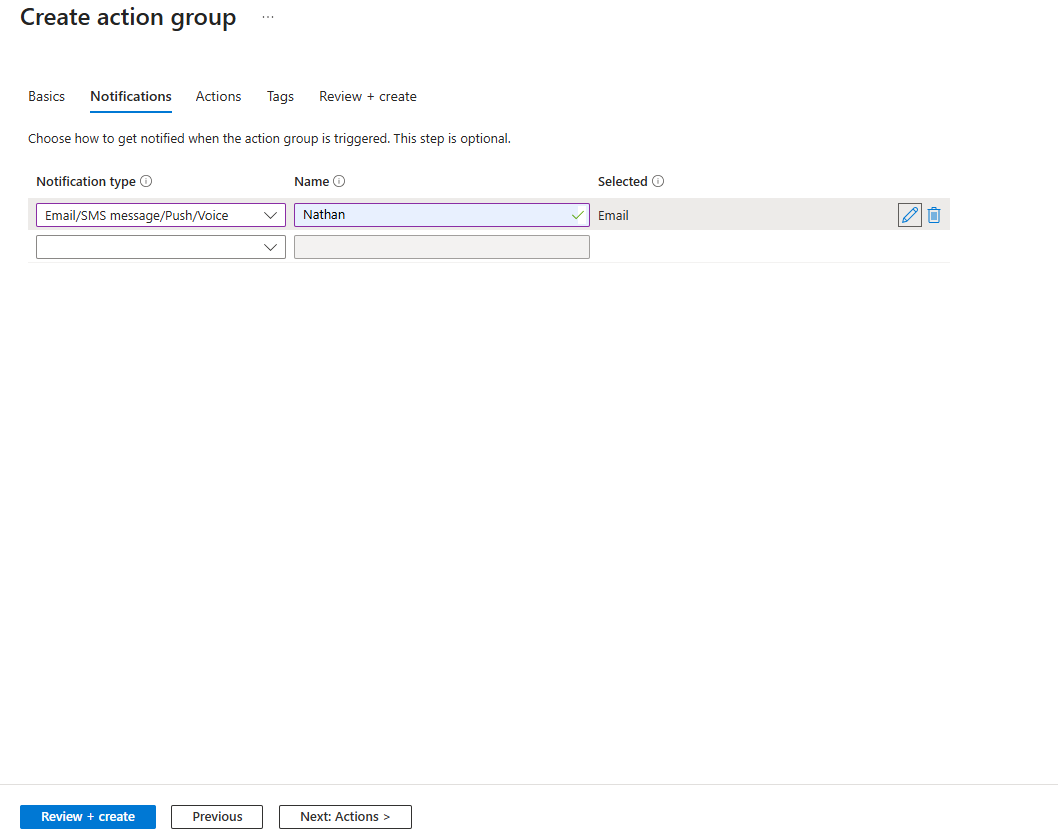 Create action group ...
Basics Notifications Actions Tags Review + create
Choose how to get notified when the action group is triggered. This step is optional.
Notification type Name Selected
Email/SMS message/Push/Voice Nathan Email
Review + create Previous Next: Actions >